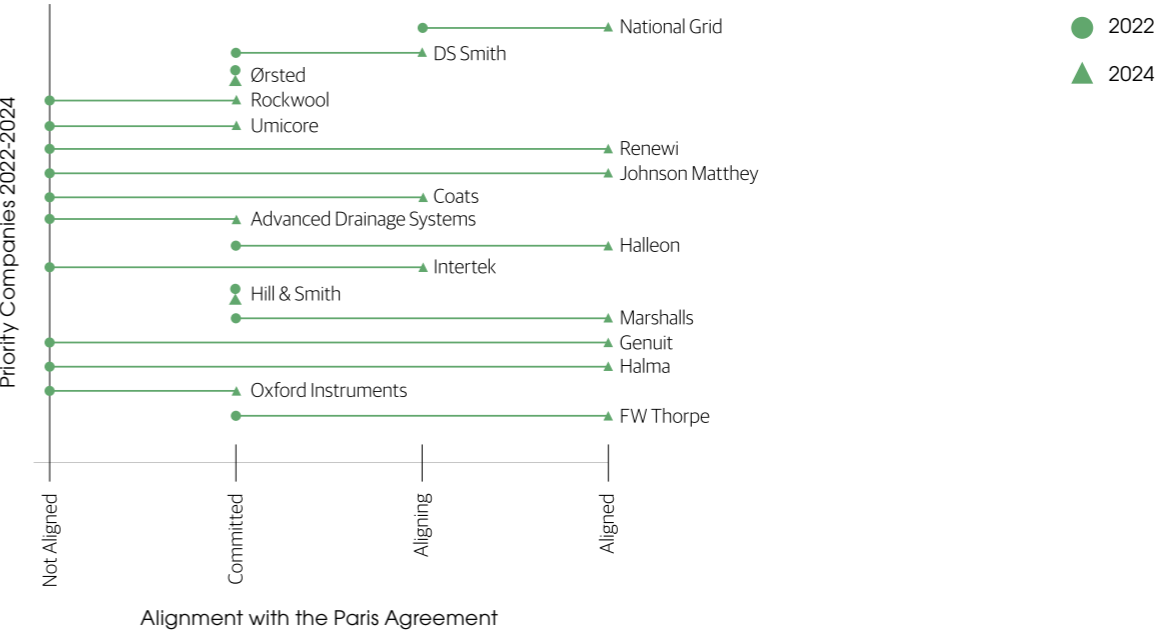 National Grid
2022
DS Smith
2024
Ørsted
Rockwool
Umicore
Renewi
Johnson Matthey
Coats
Advanced Drainage Systems
Halleon
Intertek
Hill & Smith
Marshalls
Genuit
Halma
Oxford Instruments
FW Thorpe
Priority Companies 2022-2024
Not Aligned
Committed
Aligning
Aligned
Alignment with the Paris Agreement